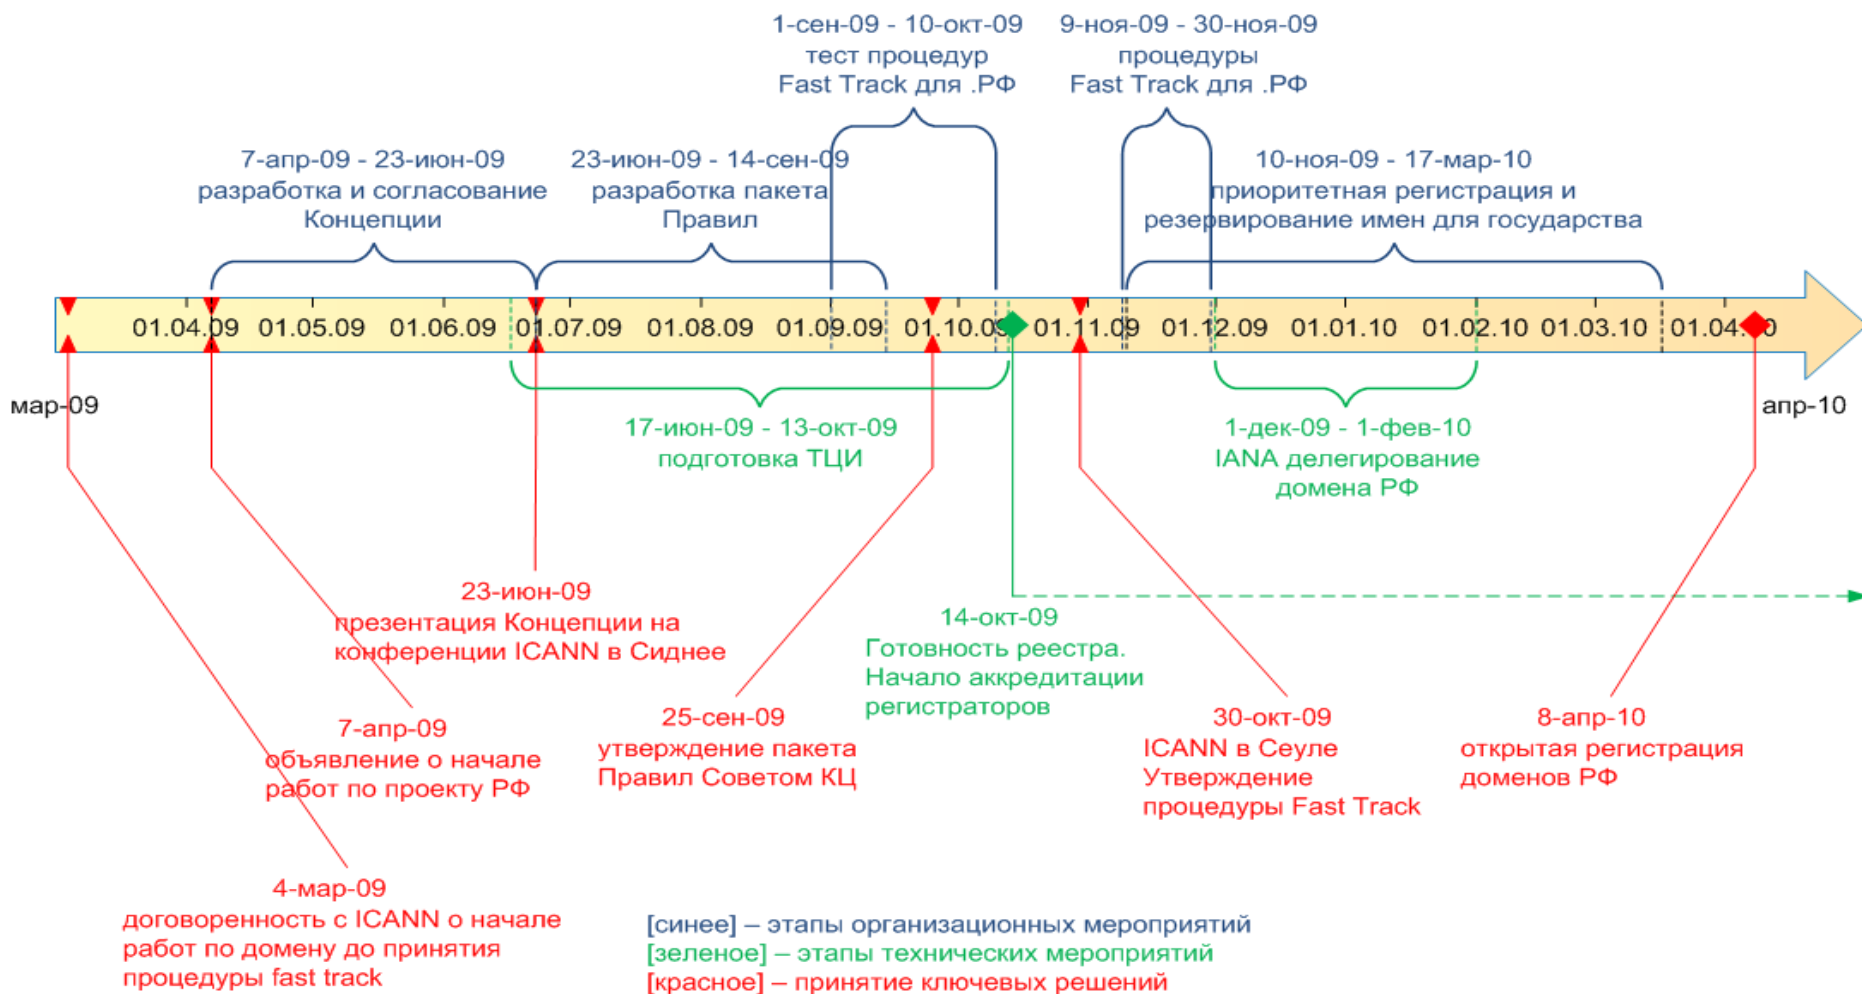 1-сен-09 - 10-окт-09
тест процедур
Fast Track для .РФ
9-ноя-09 - 30-ноя-09
процедуры
Fast Track для .РФ
7-апр-09 - 23-июн-09
разработка и согласование
Концепции
23-июн-09 - 14-сен-09
разработка пакета
Правил
10-ноя-09 - 17-мар-10
приоритетная регистрация и
резервирование имен для государства
01.04.09 01.05.09 01.06.09 01.07.09 01.08.09 01.09.09 01.10.09 01.11.09 01.12.09 01.01.10 01.02.10 01.03.10 01.04.10
мар-09
апр-10
17-июн-09 - 13-окт-09
подготовка ТЦИ
1-дек-09 - 1-фев-10
IANA делегирование
домена РФ
23-июн-09
презентация Концепции на
конференции ICANN в Сиднее
14-окт-09
Готовность реестра.
Начало аккредитации
регистраторов
7-апр-09
объявление о начале
работ по проекту РФ
25-сен-09
утверждение пакета
Правил Советом КЦ
30-окт-09
ICANN в Сеуле
Утверждение
процедуры Fast Track
8-апр-10
открытая регистрация
доменов РФ
4-мар-09
договоренность с ICANN о начале
работ по домену до принятия
процедуры fast track
[синее] – этапы организационных мероприятий
[зеленое] – этапы технических мероприятий
[красное] – принятие ключевых решений